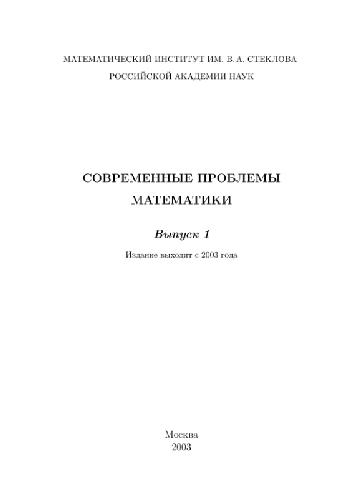 МАТЕМАТИЧЕСКИЙ ИНСТИТУТ ИМ. В. А. СТЕКЛОВА
РОССИЙСКОЙ АКАДЕМИИ НАУК
СОВРЕМЕННЫЕ ПРОБЛЕМЫ
МАТЕМАТИКИ
Выпуск 1
Издание выходит с 2003 года
Москва
2003